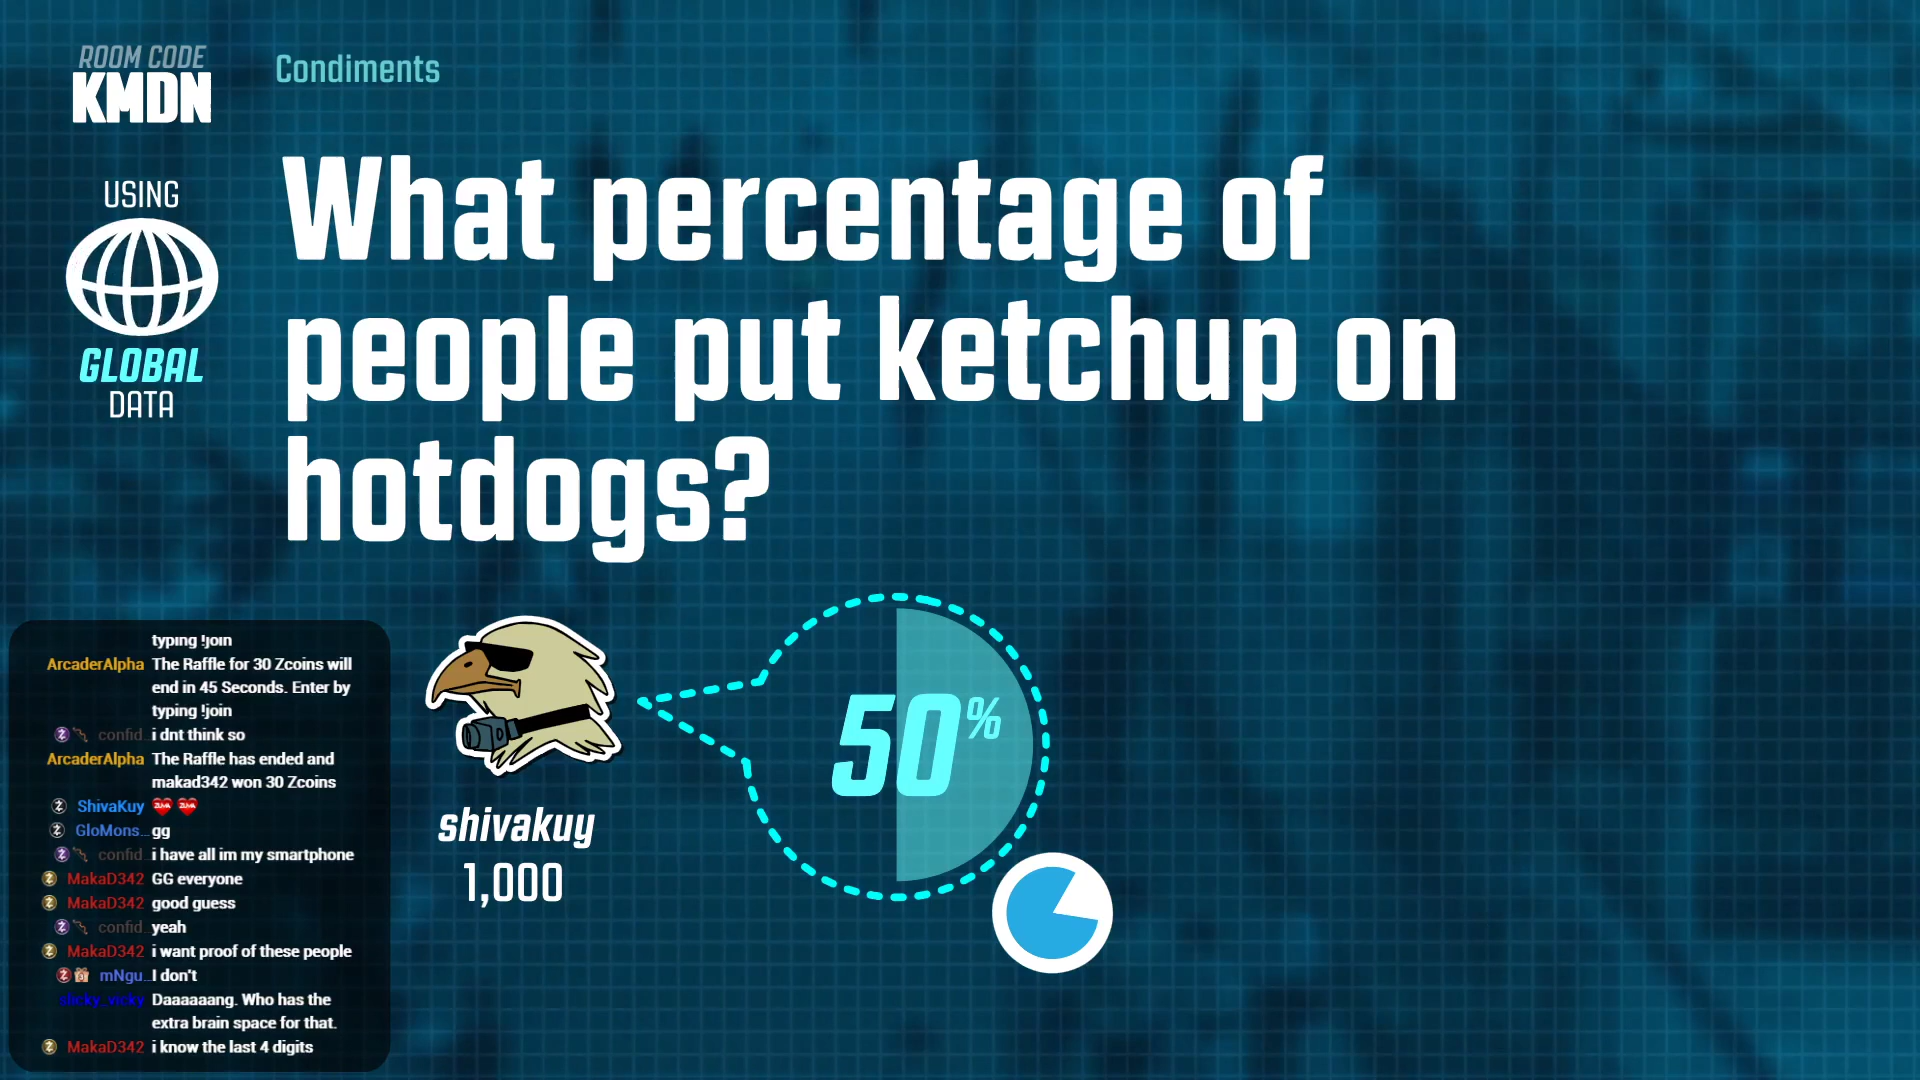 ROOM CODE
KMDN
Condiments
USING
GLOBAL
DATA
What percentage of
people put ketchup on
hotdogs?
50%
shivakuy
1,000
typing !join
ArcaderAlpha The Raffle for 30 Zcoins will
end in 45 Seconds. Enter by
typing !join
confid... i dnt think so
ArcaderAlpha The Raffle has ended and
makad342 won 30 Zcoins
ShivaKuy
GloMons... gg
confid... i have all im my smartphone
MakaD342 GG everyone
MakaD342 good guess
confid... yeah
MakaD342 i want proof of these people
mNgu... I don't
slicky_vicky Daaaaaang. Who has the
extra brain space for that.
MakaD342 i know the last 4 digits